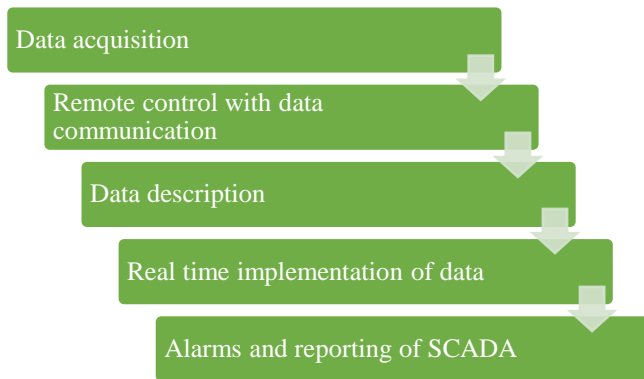 Data acquisition
Remote control with data
communication
Data description
Real time implementation of data
Alarms and reporting of SCADA